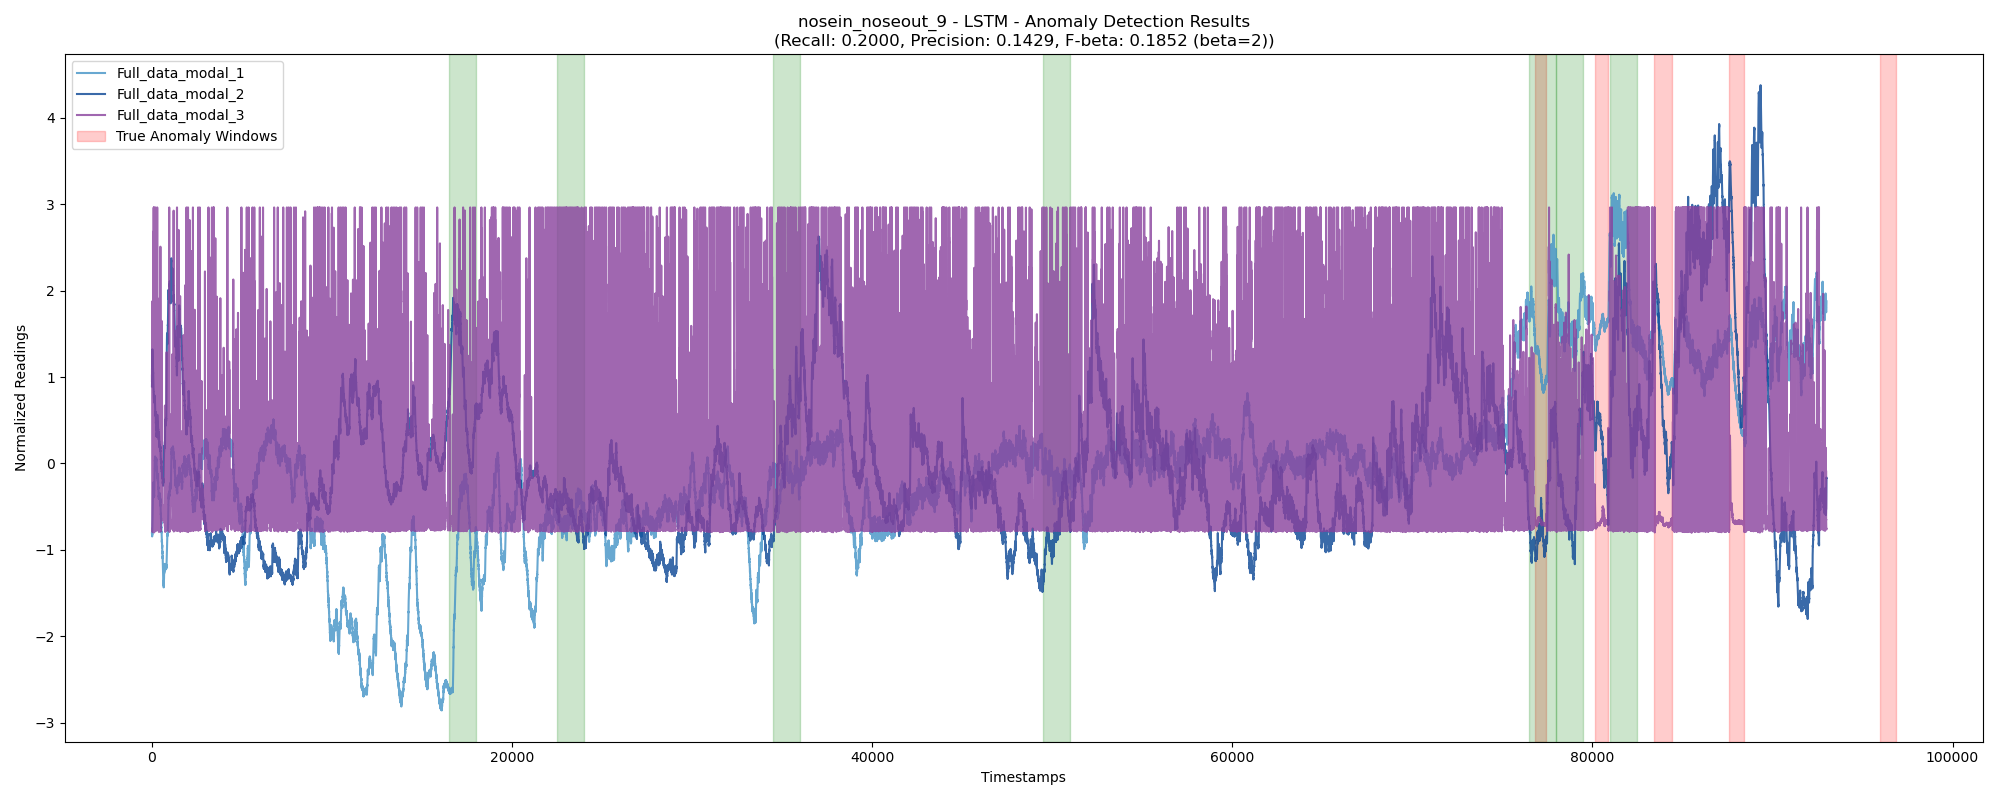 nosein_noseout_9 - LSTM - Anomaly Detection Results
(Recall: 0.2000, Precision: 0.1429, F-beta: 0.1852 (beta=2))
Full_data_modal_1
Full_data_modal_2
Full_data_modal_3
True Anomaly Windows
Normalized Readings
4
3
2
1
0
−1
−2
−3
0 20000 40000 60000 80000 100000
Timestamps